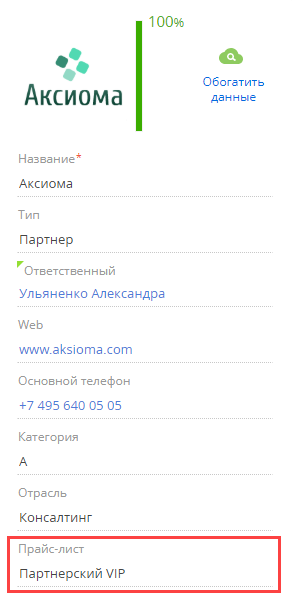 100%
Аксиома
Обогатить
данные
Название*
Аксиома
Тип
Партнер
Ответственный
Ульяненко Александра
Web
www.aksioma.com
Основной телефон
+7 495 640 05 05
Категория
A
Отрасль
Консалтинг
Прайс-лист
Партнерский VIP